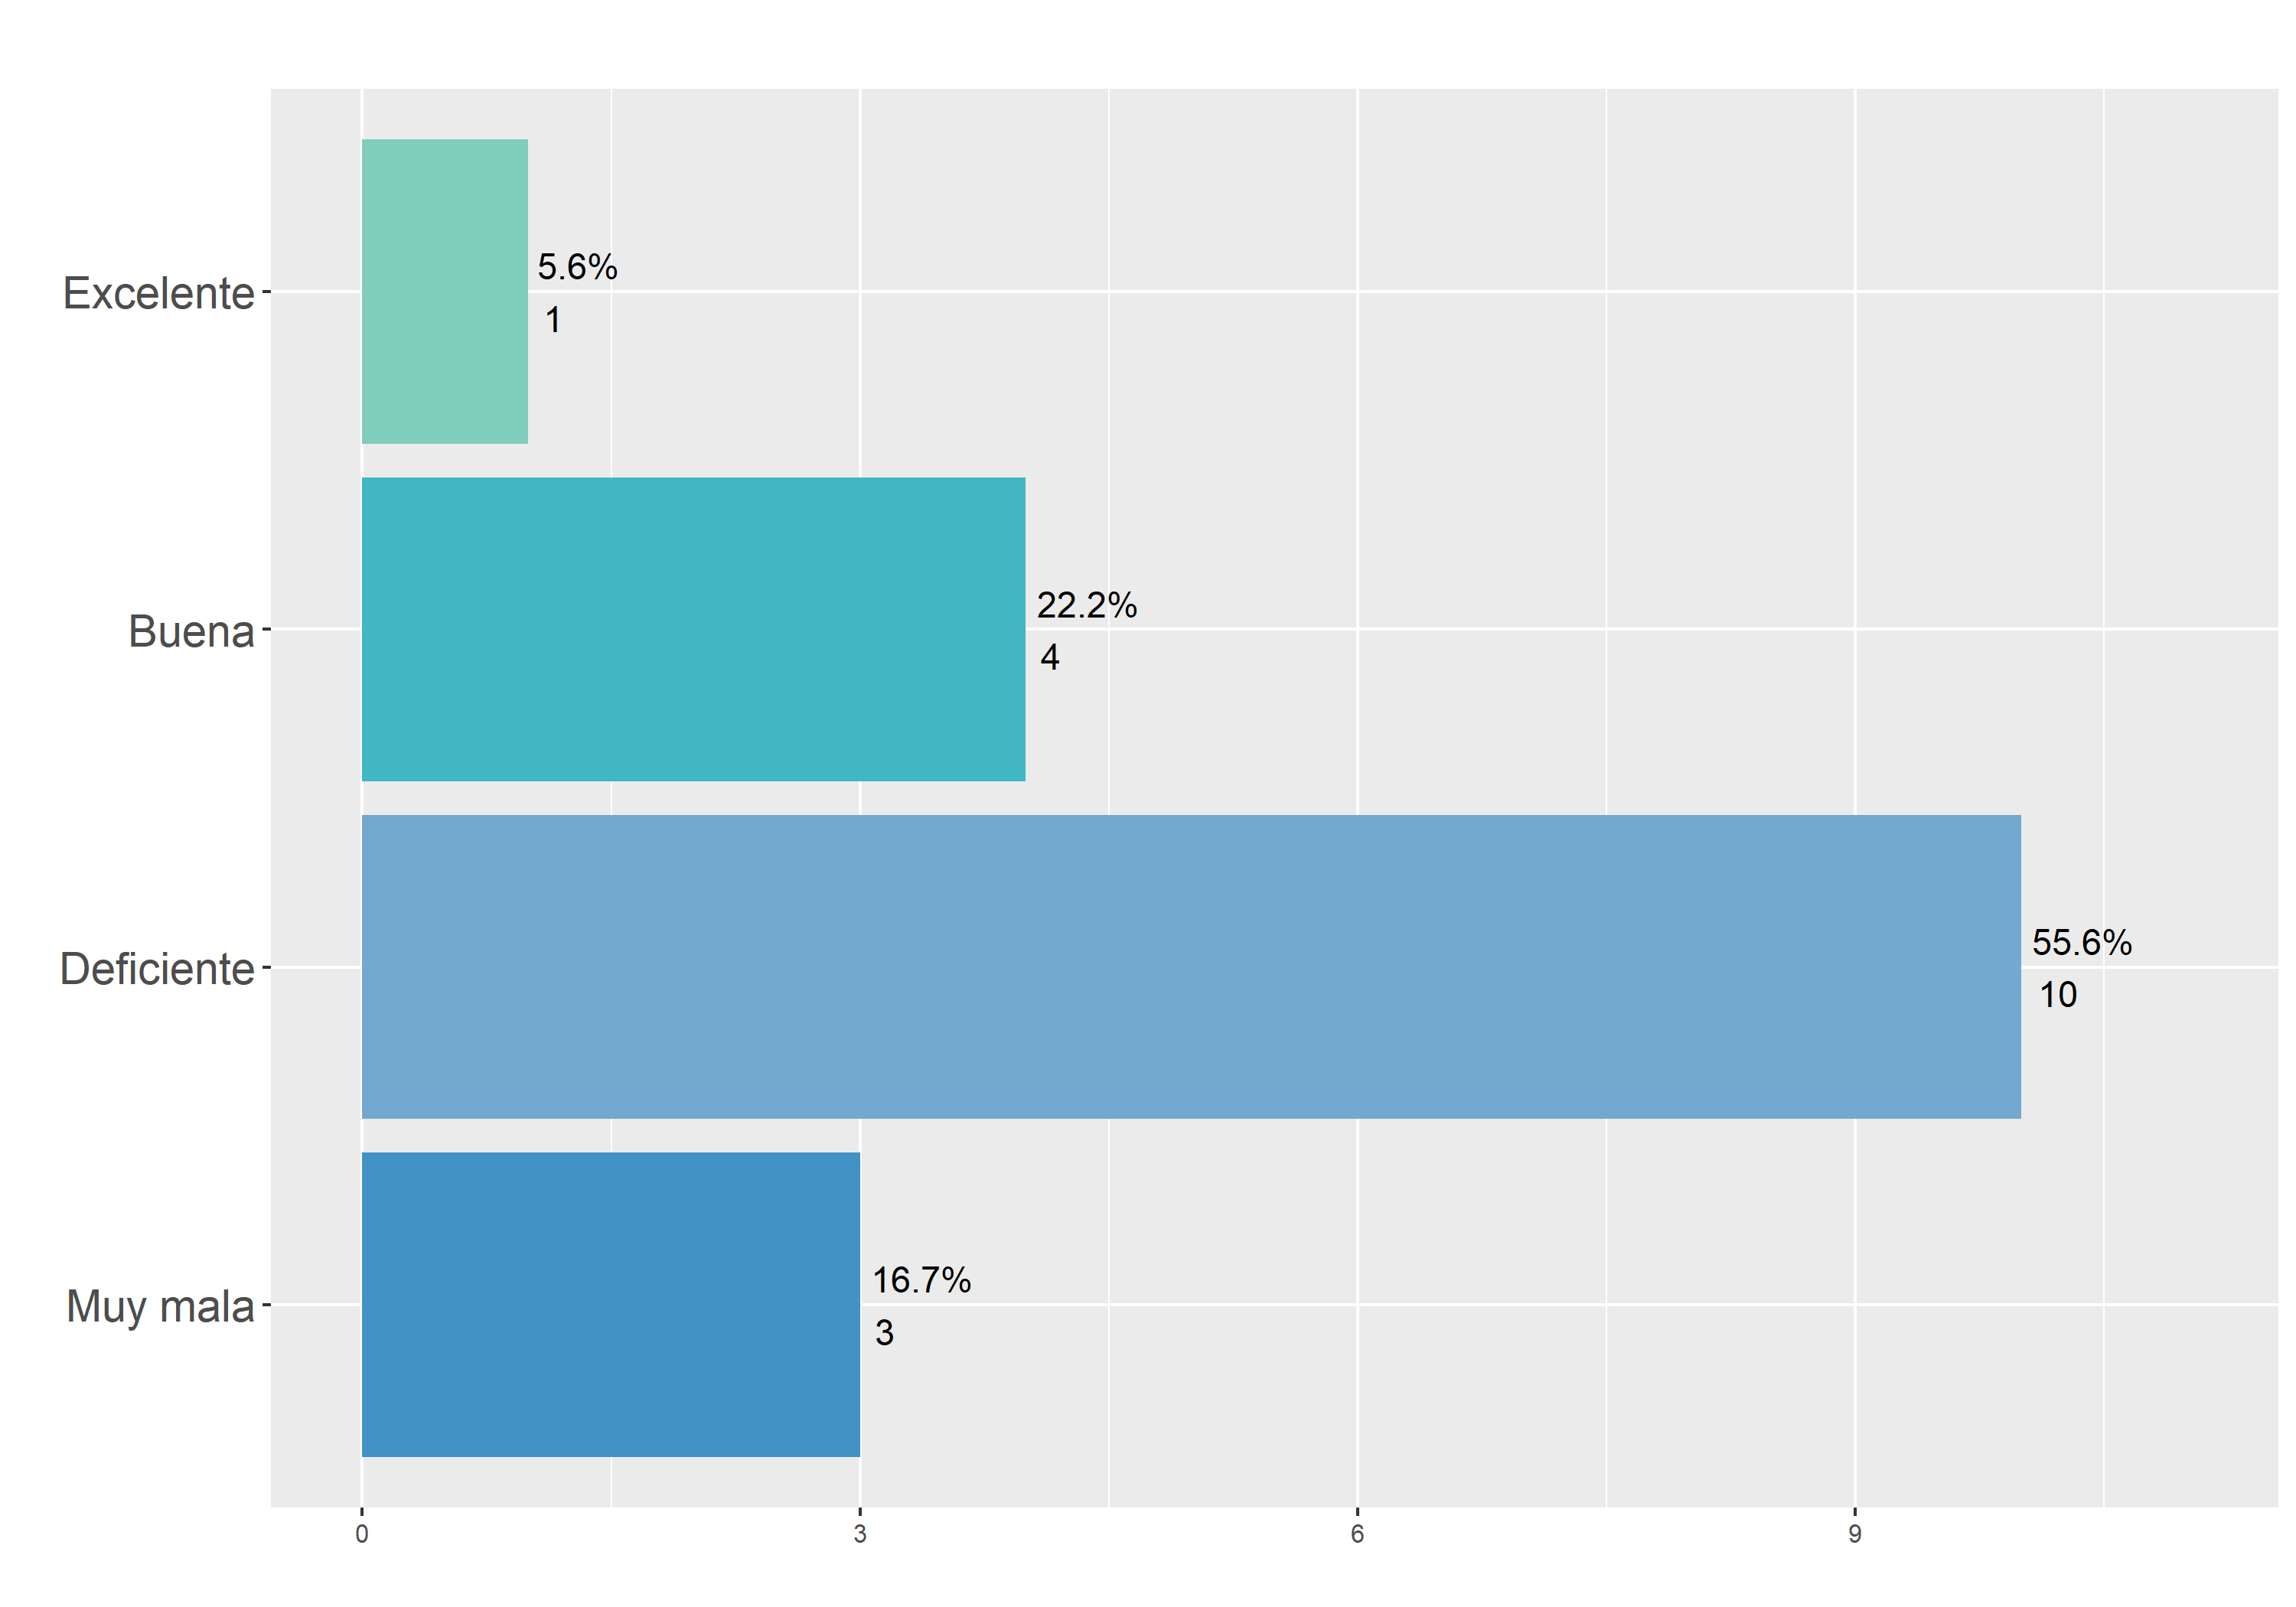 Excelente
5.6%
1
Buena
22.2%
4
Deficiente
55.6%
10
Muy mala
16.7%
3
0 3 6 9